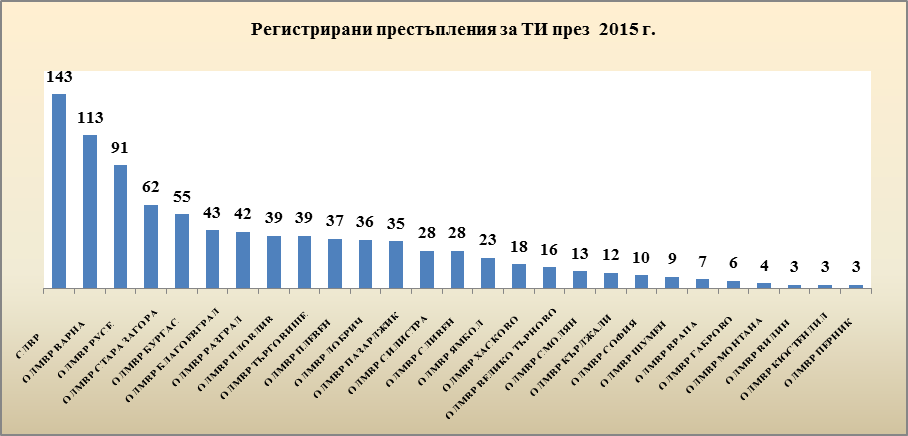 Регистрирани престъпления за ТИ през 2015 г.
143
113
91
62
55
43
42
39
39
37
36
35
28
28
23
18
16
13
12
10
9
7
6
4
3
3
3
СДВР
ОДМВР ВАРНА
ОДМВР РУСЕ
ОДМВР СТАРА ЗАГОРА
ОДМВР БУРГАС
ОДМВР БЛАГОЕВГРАД
ОДМВР РАЗГРАД
ОДМВР ПЛОВДИВ
ОДМВР ТЪРГОВИЩЕ
ОДМВР ПЛЕВЕН
ОДМВР ДОБРИЧ
ОДМВР ПАЗАРДЖИК
ОДМВР СИЛИСТРА
ОДМВР СЛИВЕН
ОДМВР ЯМБОЛ
ОДМВР ХАСКОВО
ОДМВР ВЕЛИКО ТЪРНОВО
ОДМВР СМОЛЯН
ОДМВР КЪРДЖАЛИ
ОДМВР СОФИЯ
ОДМВР ШУМЕН
ОДМВР ВРАЦА
ОДМВР ГАБРОВО
ОДМВР МОНТАНА
ОДМВР ВИДИН
ОДМВР КЮСТЕНДИЛ
ОДМВР ПЕРНИК